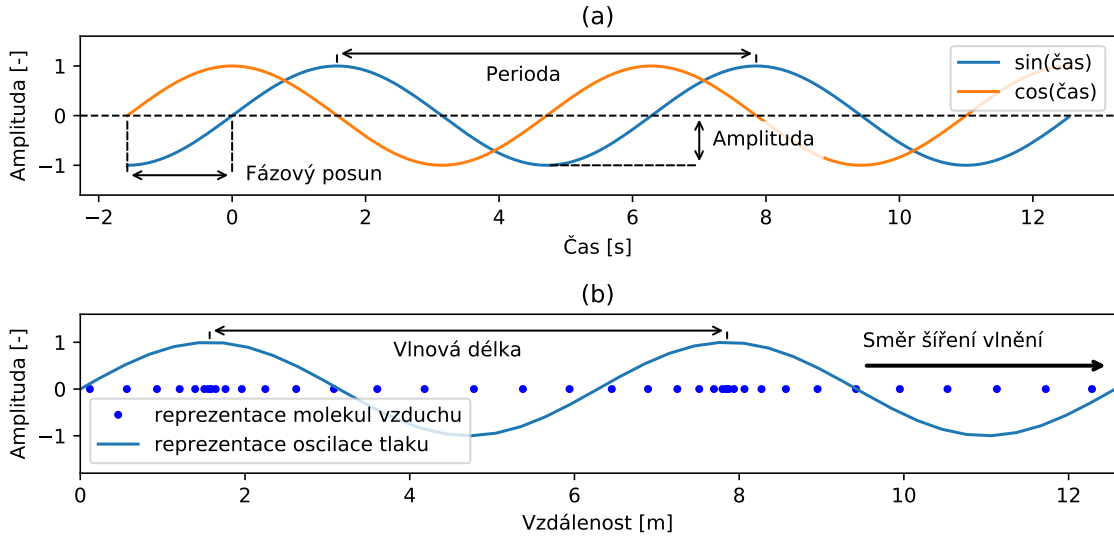 (a)
Amplituda [-]
1
0
−1
Perioda
Amplituda
Fázový posun
sin(čas)
cos(čas)
−2 0 2 4 6 8 10 12
Čas [s]
(b)
Amplituda [-]
1
0
−1
Vlnová délka
Směr šíření vlnění
reprezentace molekul vzduchu
reprezentace oscilace tlaku
0 2 4 6 8 10 12
Vzdálenost [m]